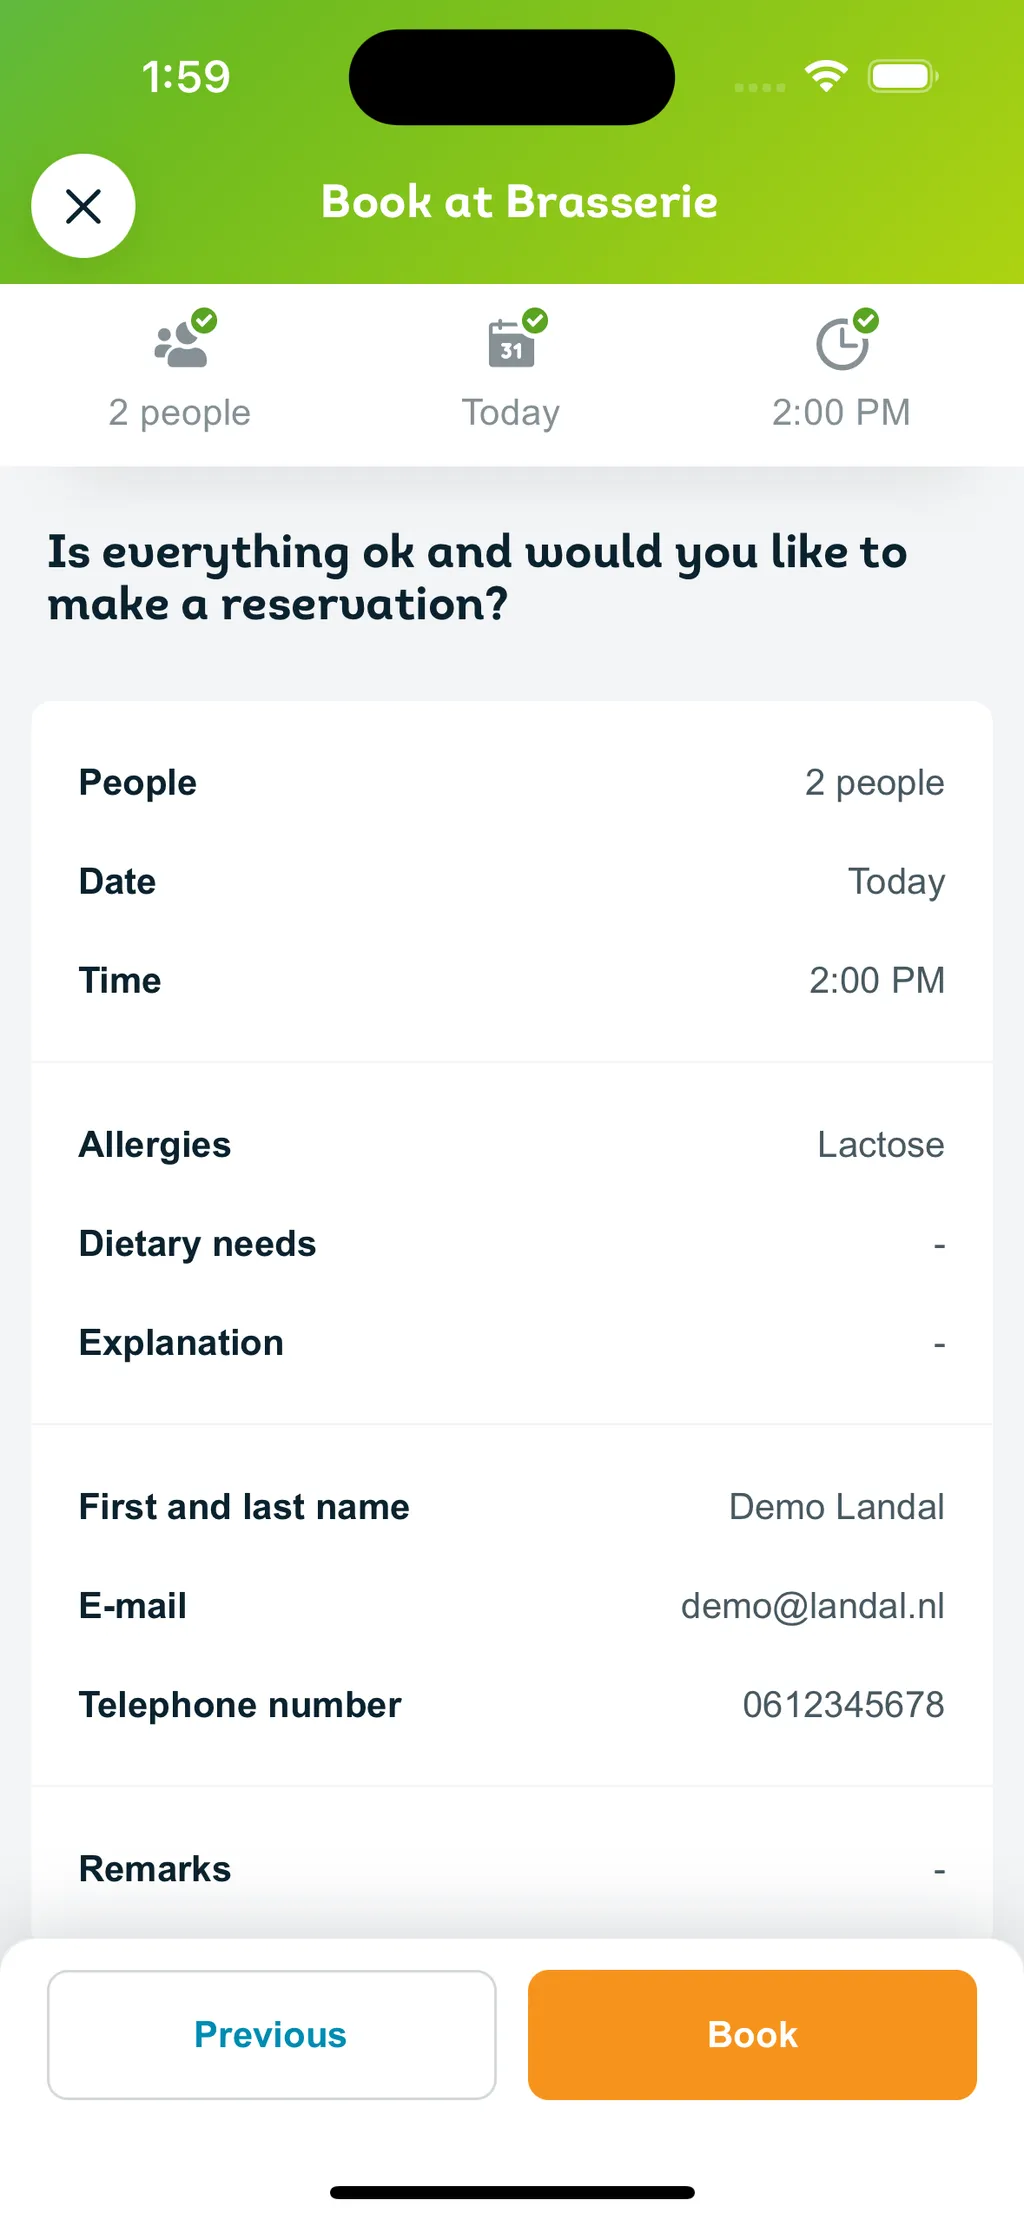 1:59
Book at Brasserie
31
2 people
Today
2:00 PM
Is everything ok and would you like to
make a reservation?
People
2 people
Date
Today
Time
2:00 PM
Allergies
Lactose
Dietary needs
-
Explanation
-
First and last name
Demo Landal
E-mail
demo@landal.nl
Telephone number
0612345678
Remarks
-
Previous
Book